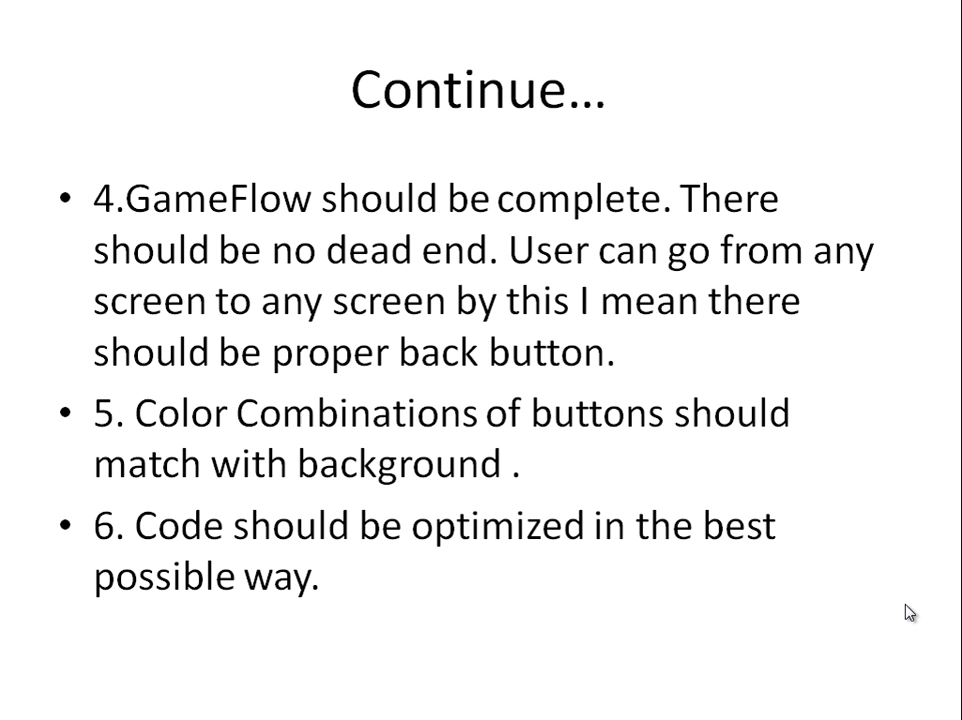 Continue…
• 4.GameFlow should be complete. There
should be no dead end. User can go from any
screen to any screen by this I mean there
should be proper back button.
• 5. Color Combinations of buttons should
match with background .
• 6. Code should be optimized in the best
possible way.